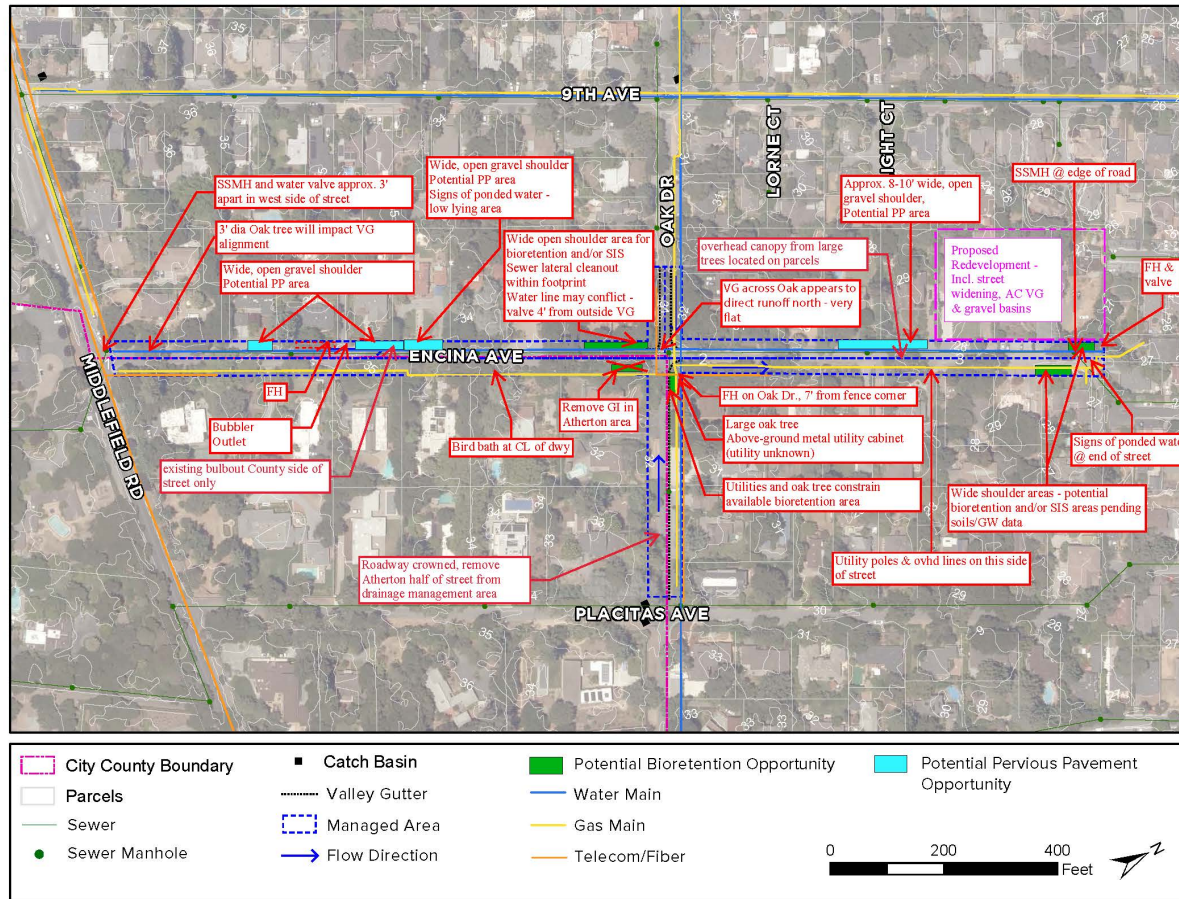 9TH AVE
OAK DR
LORNE CT
IGHT CT
ENCINA AVE
MIDDLEFIELD RD
PLACITAS AVE
SSMH and water valve approx. 3'
apart in west side of street
3' dia Oak tree will impact VG
alignment
Wide, open gravel shoulder
Potential PP area
Wide, open gravel shoulder
Potential PP area
Signs of ponded water -
low lying area
Wide open shoulder area for
bioretention and/or SIS
Sewer lateral cleanout
within footprint
Water line may conflict -
valve 4' from outside VG
overhead canopy from large
trees located on parcels
VG across Oak appears to
direct runoff north - very
flat
Approx. 8-10' wide, open
gravel shoulder,
Potential PP area
SSMH @ edge of road
Proposed
Redevelopment -
Incl. street
widening, AC VG
& gravel basins
FH &
valve
FH
Bubbler
Outlet
existing bulbout County side of
street only
Bird bath at CL of dwy
Remove GI in
Atherton
area
FH on Oak Dr., 7' from fence corner
Large oak tree
Above-ground metal utility cabinet
(utility unknown)
Utilities and oak tree constrain
available bioretention area
Signs of ponded wate
@ end of street
Wide shoulder areas - potential
bioretention and/or SIS areas pending
soils/GW data
Utility poles & ovhd lines on this side
of street
Roadway crowned, remove
Atherton half of street from
drainage management area
City County Boundary
Parcels
Sewer
Sewer Manhole
Catch Basin
Valley Gutter
Managed Area
Flow Direction
Potential Bioretention Opportunity
Water Main
Gas Main
Telecom/Fiber
Potential Pervious Pavement
Opportunity
0 200 400
Feet
N